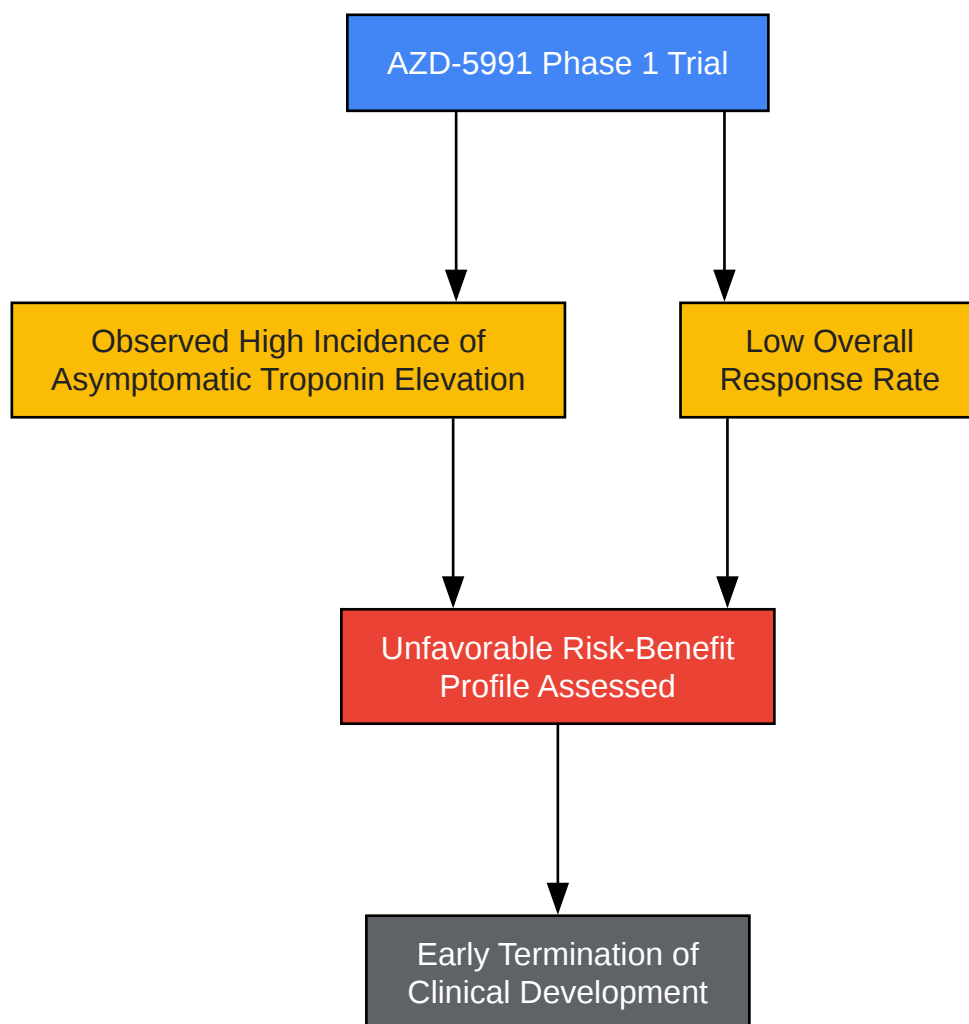 AZD-5991 Phase 1 Trial
Observed High Incidence of
Asymptomatic Troponin Elevation
Low Overall
Response Rate
Unfavorable Risk-Benefit
Profile Assessed
Early Termination of
Clinical Development